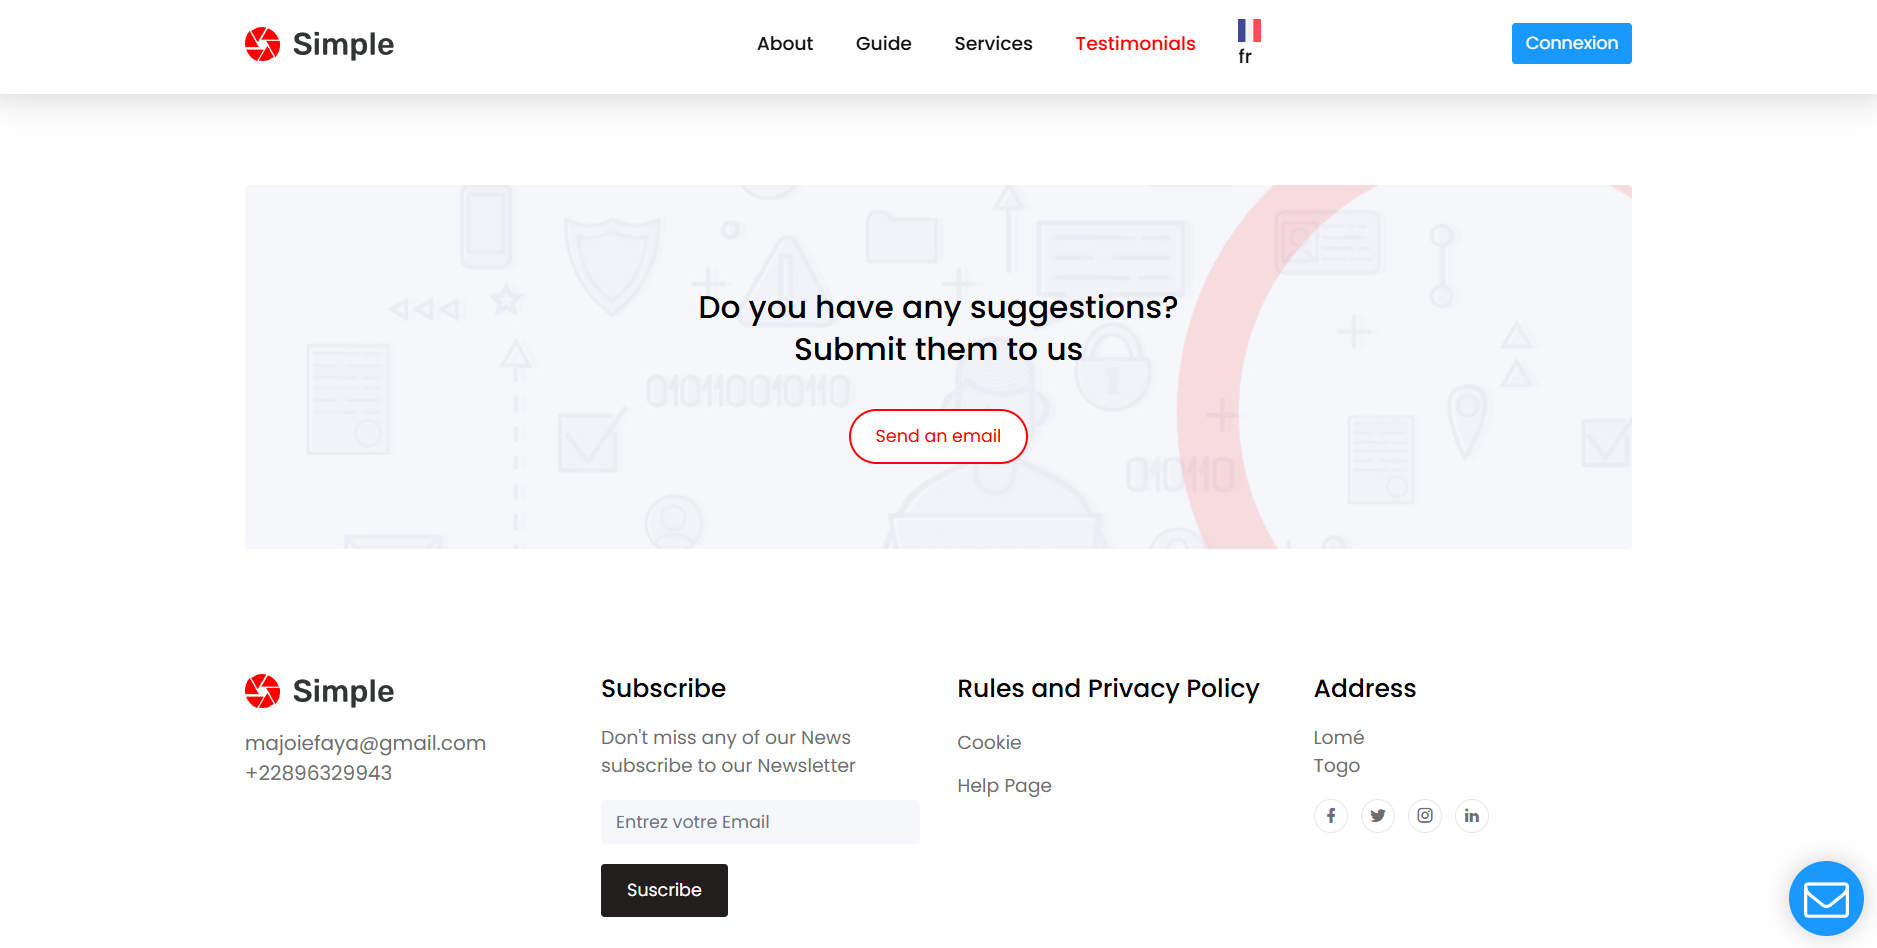 Simple
About
Guide
Services
Testimonials
fr
Connexion
010110010110
010110
Do you have any suggestions?
Submit them to us
Send an email
Simple
majoiefaya@gmail.com
+22896329943
Subscribe
Don't miss any of our News
subscribe to our Newsletter
Entrez votre Email
Suscribe
Rules and Privacy Policy
Cookie
Help Page
Address
Lomé
Togo